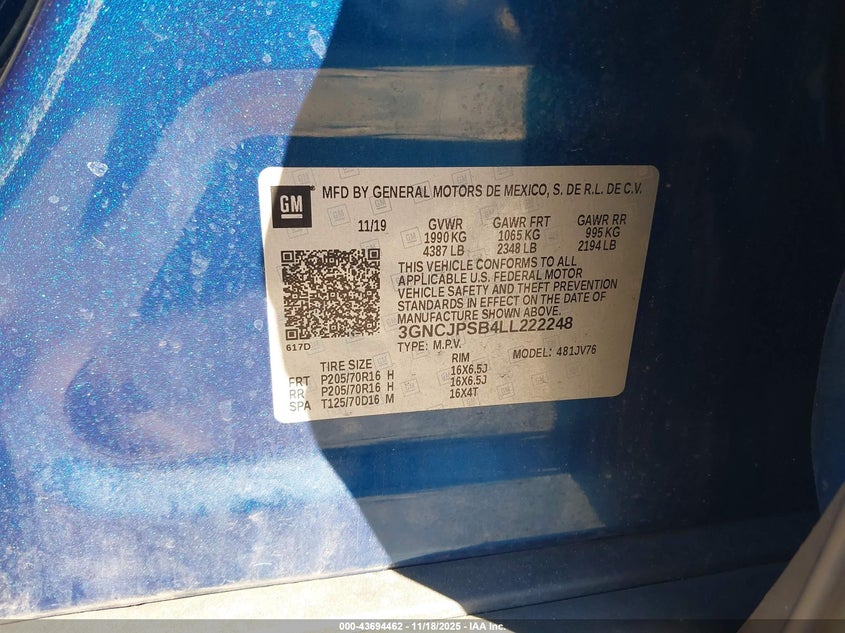 GM
MFD BY GENERAL MOTORS DE MEXICO, S. DE R.L. DE C.V.
11/19 GVWR GAWR FRT GAWR RR
1990 KG 1065 KG 995 KG
4387 LB 2348 LB 2194 LB
THIS VEHICLE CONFORMS TO ALL
APPLICABLE U.S. FEDERAL MOTOR
VEHICLE SAFETY AND THEFT PREVENTION
STANDARDS IN EFFECT ON THE DATE OF
MANUFACTURE SHOWN ABOVE.
617D
3GNCJPSB4LL222248
TYPE: M.P.V. MODEL: 481JV76
TIRE SIZE RIM
FRT P205/70R16 H 16X6.5J
RR P205/70R16 H 16X6.5J
SPA T125/70D16 M 16X4T
000-43694462 - 11/18/2025 - IAA Inc.